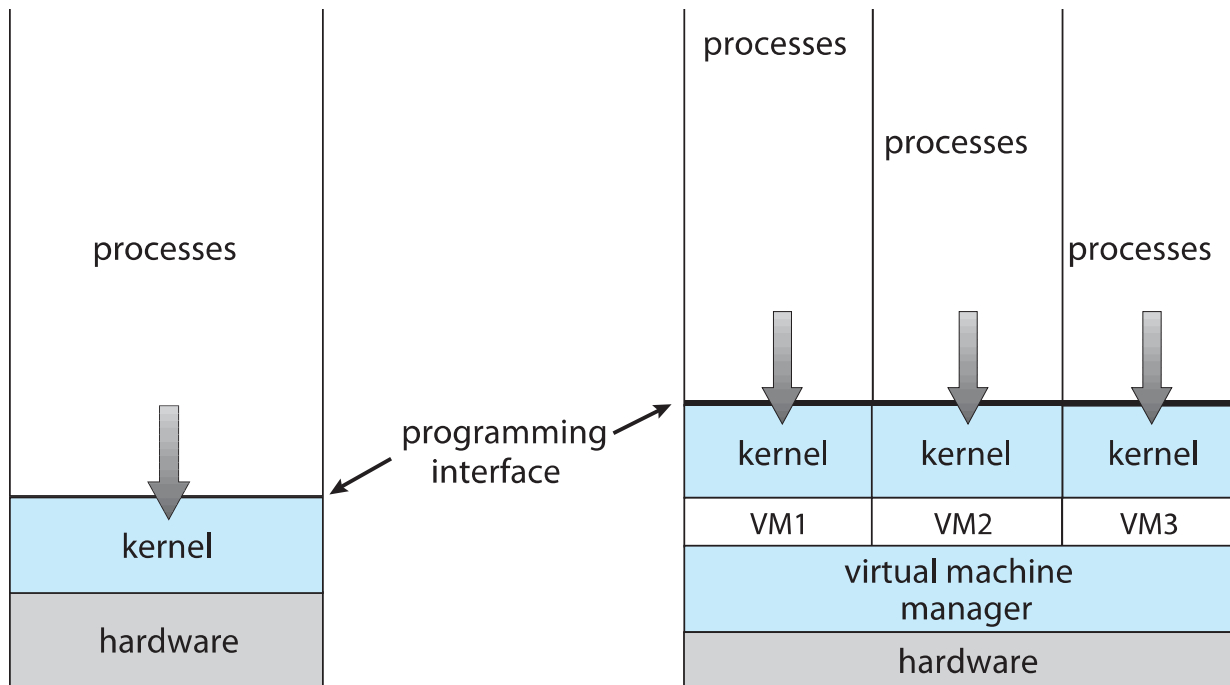 processes
kernel
hardware
programming
interface
processes
processes
processes
kernel
kernel
kernel
VM1
VM2
VM3
virtual machine
manager
hardware